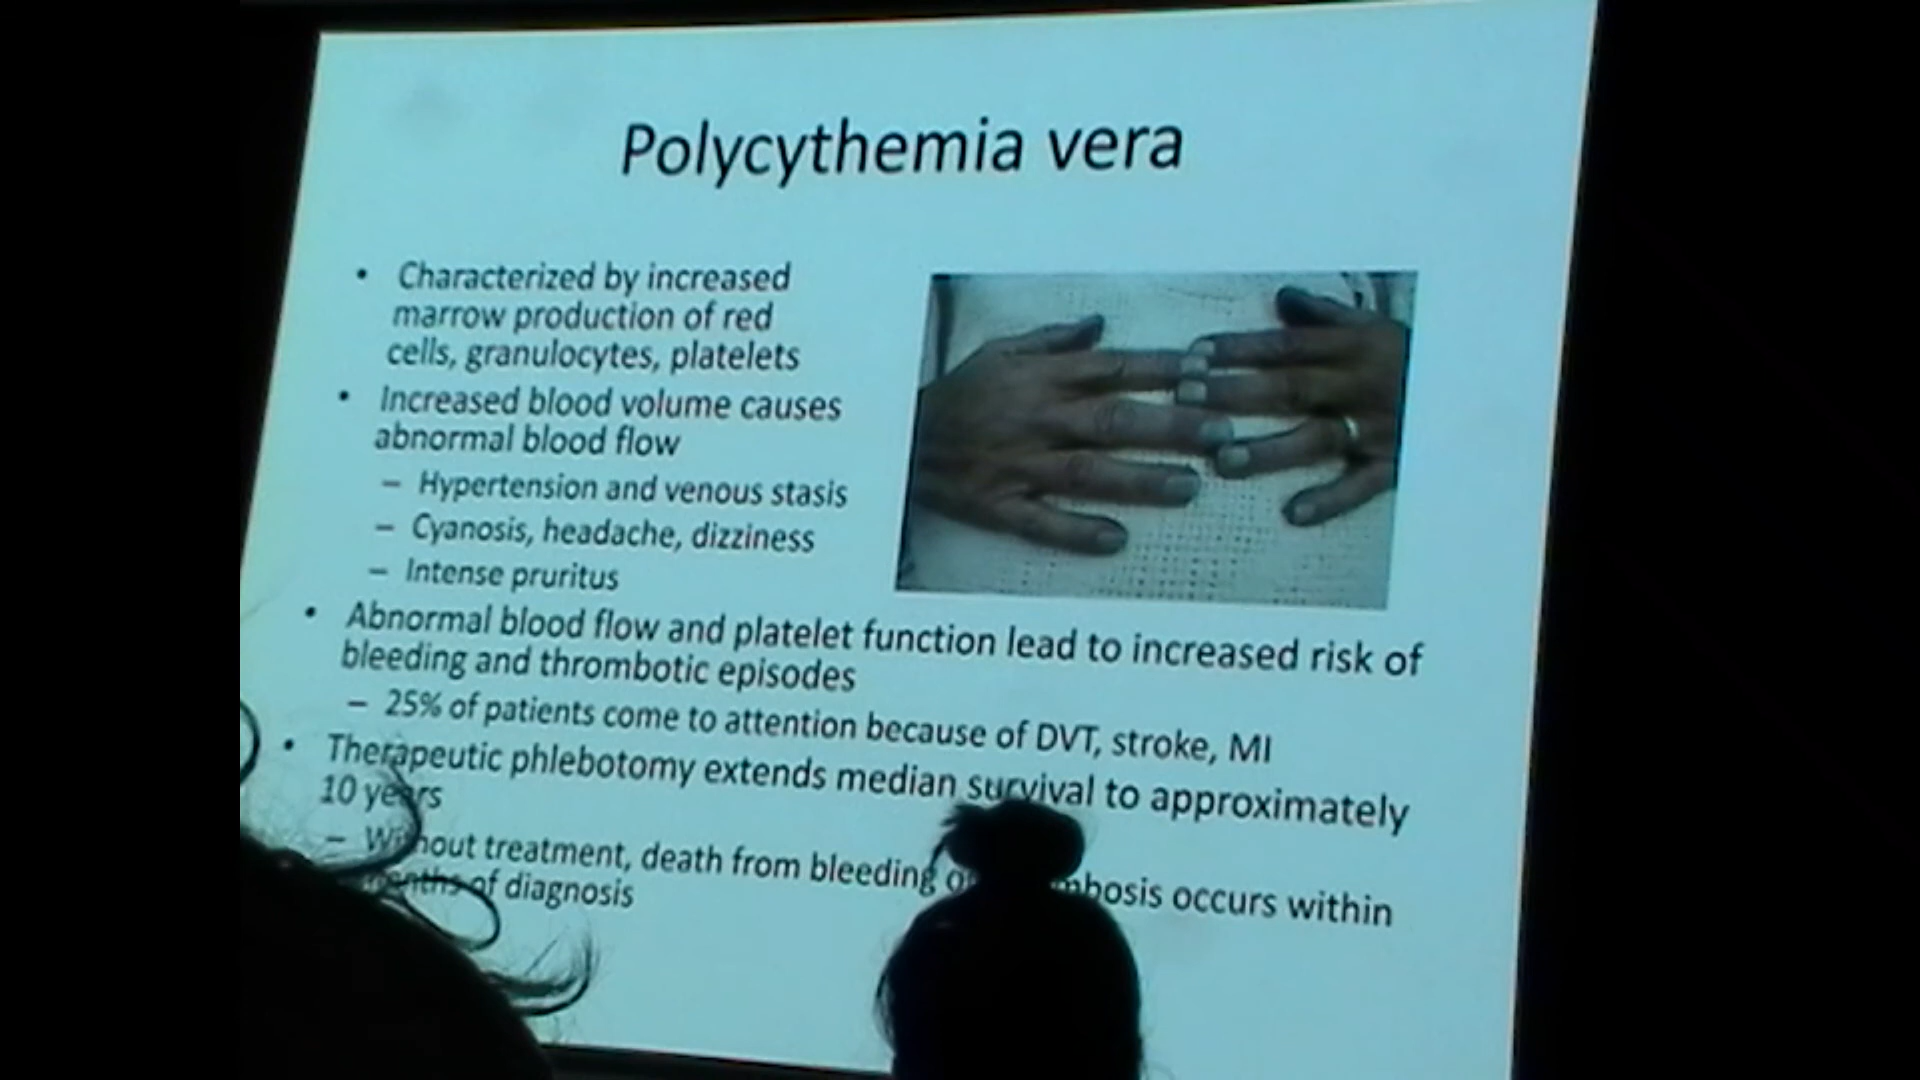 Polycythemia vera
• Characterized by increased
marrow production of red
cells, granulocytes, platelets
• Increased blood volume causes
abnormal blood flow
– Hypertension and venous stasis
– Cyanosis, headache, dizziness
– Intense pruritus
• Abnormal blood flow and platelet function lead to increased risk of
bleeding and thrombotic episodes
– 25% of patients come to attention because of DVT, stroke, MI
• Therapeutic phlebotomy extends median survival to approximately
10 years
– Without treatment, death from bleeding occurs within
months of diagnosis